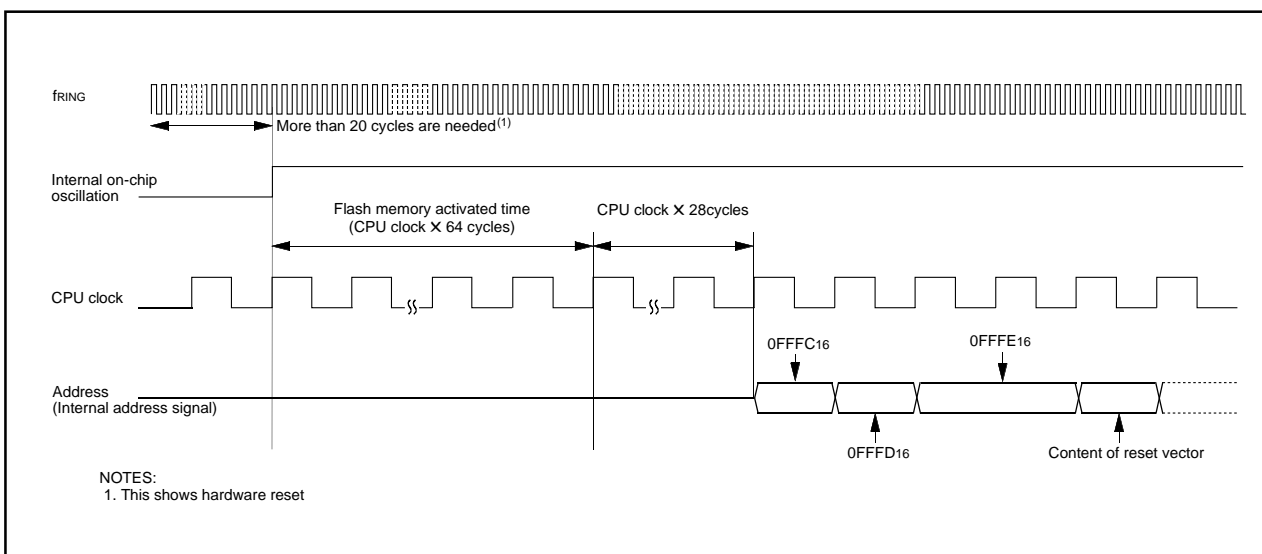 fRING
More than 20 cycles are needed(1)
Internal on-chip
oscillation
Flash memory activated time
(CPU clock × 64 cycles)
CPU clock × 28cycles
CPU clock
0FFFC16
0FFFE16
Address
(Internal address signal)
0FFFD16
Content of reset vector
NOTES:
1. This shows hardware reset